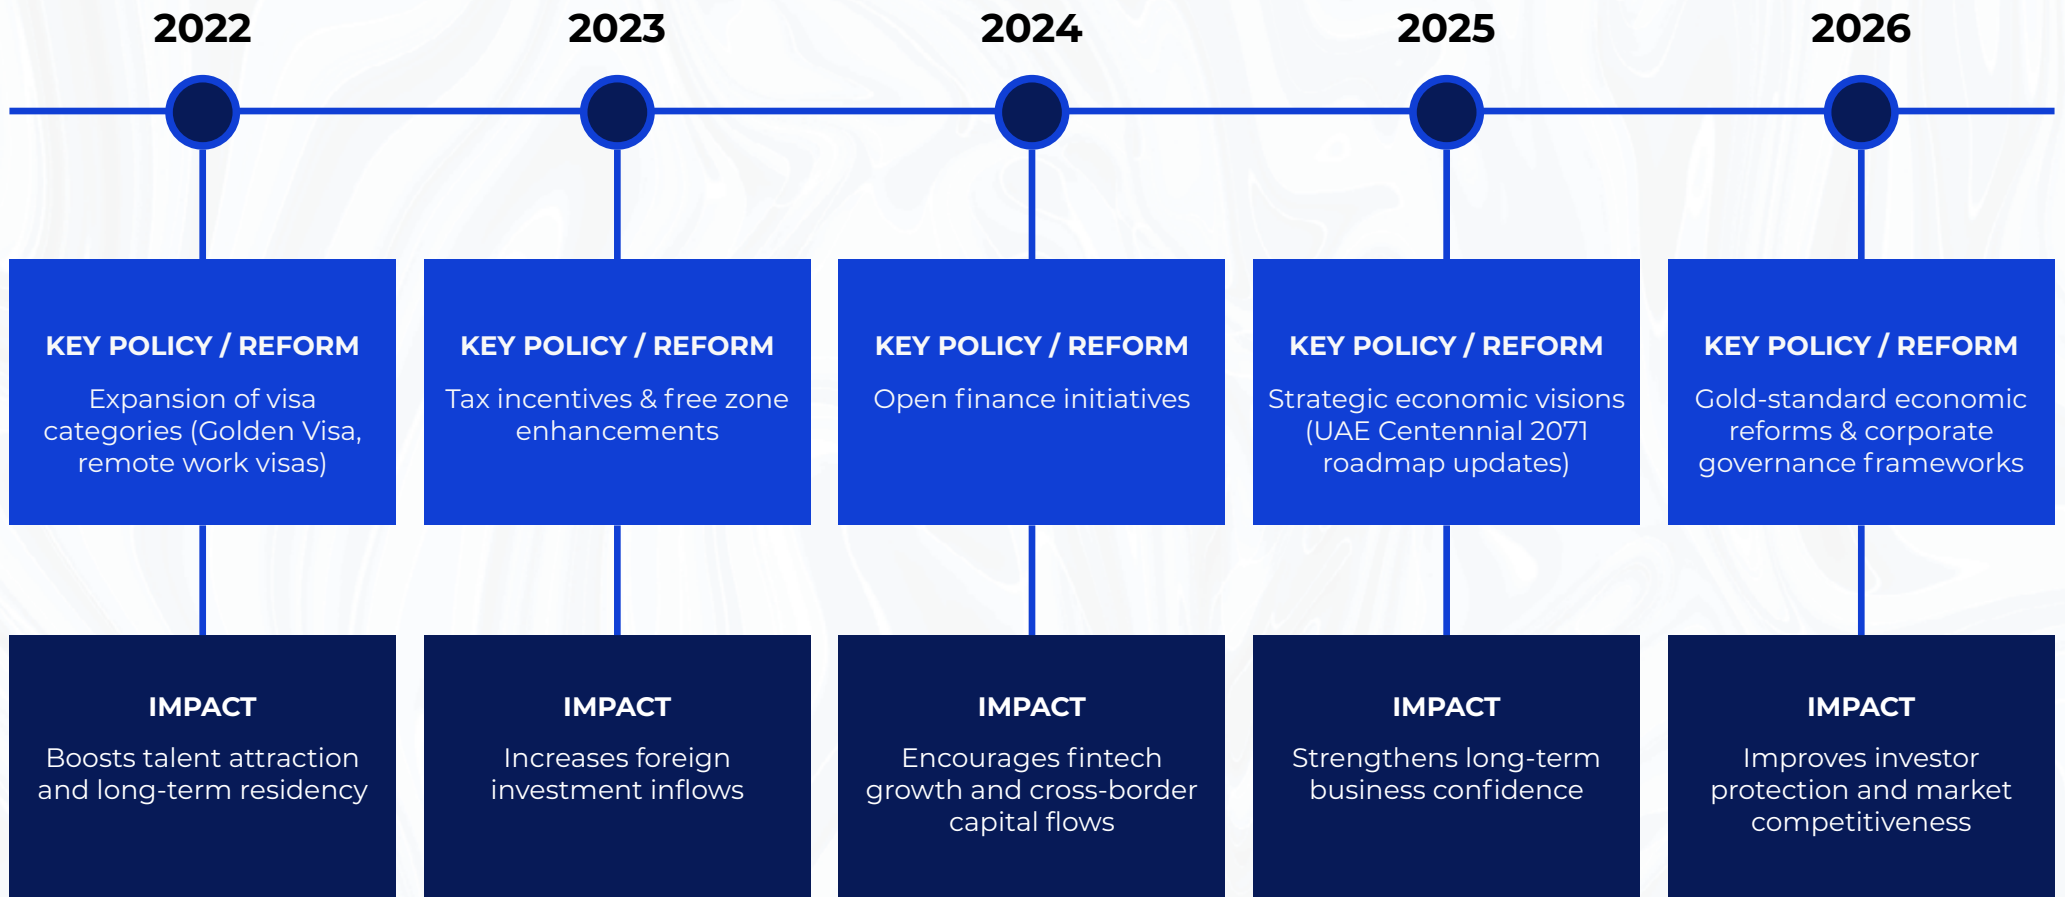 2022
2023
2024
2025
2026
KEY POLICY / REFORM
Expansion of visa
categories (Golden Visa,
remote work visas)
KEY POLICY / REFORM
Tax incentives & free zone
enhancements
KEY POLICY / REFORM
Open finance initiatives
KEY POLICY / REFORM
Strategic economic visions
(UAE Centennial 2071
roadmap updates)
KEY POLICY / REFORM
Gold-standard economic
reforms & corporate
governance frameworks
IMPACT
Boosts talent attraction
and long-term residency
IMPACT
Increases foreign
investment inflows
IMPACT
Encourages fintech
growth and cross-border
capital flows
IMPACT
Strengthens long-term
business confidence
IMPACT
Improves investor
protection and market
competitiveness